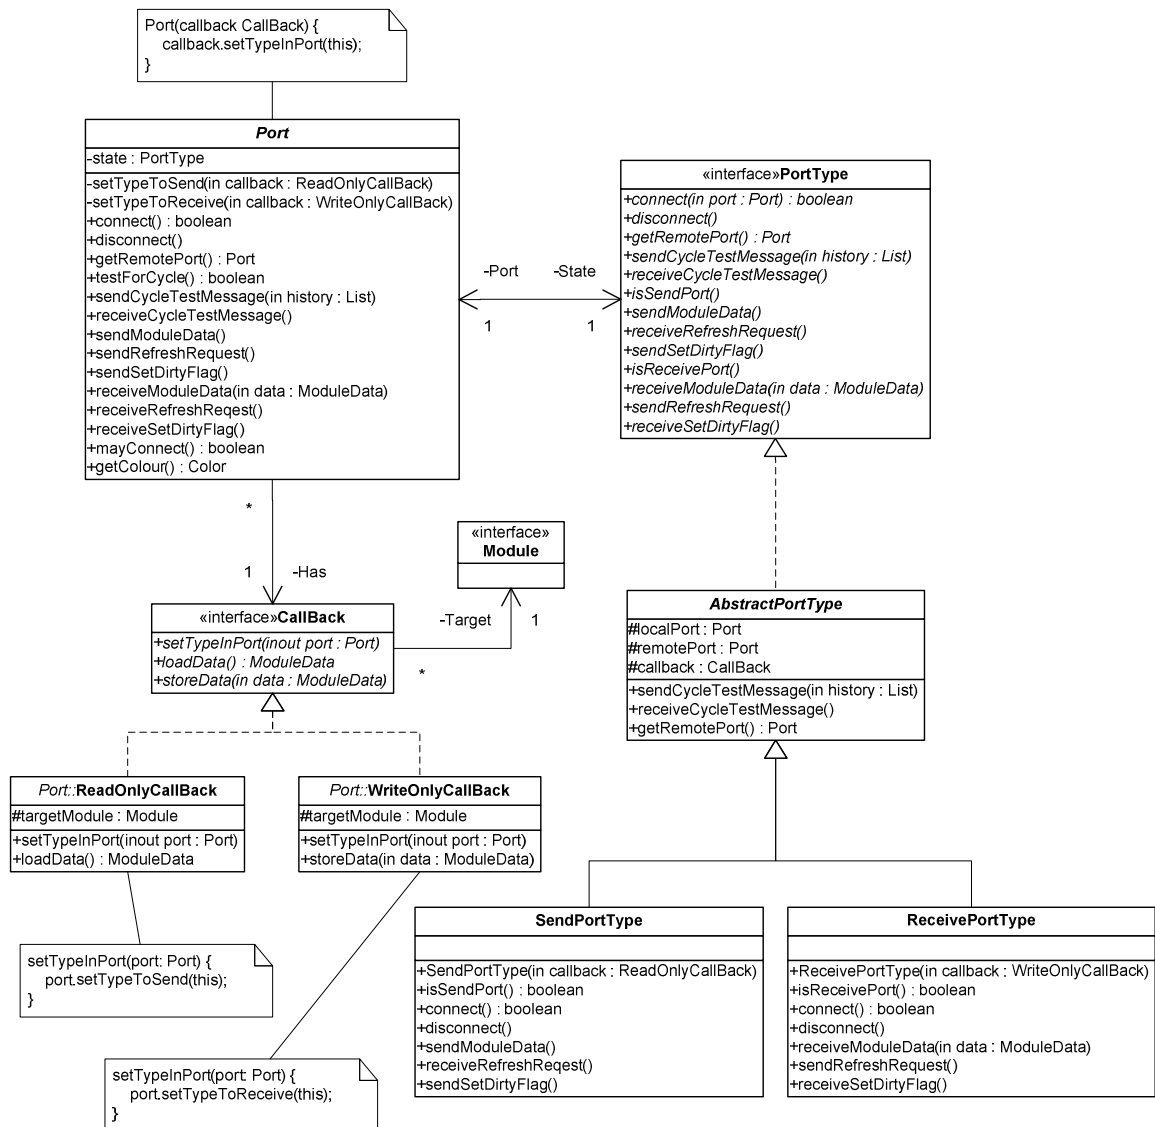 Port(callback CallBack) {
callback.setTypeInPort(this);
}
Port
-state : PortType
-setTypeToSend(in callback : ReadOnlyCallBack)
-setTypeToReceive(in callback : WriteOnlyCallBack)
+connect() : boolean
+disconnect()
+getRemotePort() : Port
+testForCycle() : boolean
+sendCycleTestMessage(in history : List)
+receiveCycleTestMessage()
+sendModuleData()
+sendRefreshRequest()
+sendSetDirtyFlag()
+receiveModuleData(in data : ModuleData)
+receiveRefreshReqest()
+receiveSetDirtyFlag()
+mayConnect() : boolean
+getColour() : Color
-Port
-State
1
1
«interface»PortType
+connect(in port : Port) : boolean
+disconnect()
+getRemotePort() : Port
+sendCycleTestMessage(in history : List)
+receiveCycleTestMessage()
+isSendPort()
+sendModuleData()
+receiveRefreshRequest()
+sendSetDirtyFlag()
+isReceivePort()
+receiveModuleData(in data : ModuleData)
+sendRefreshRequest()
+receiveSetDirtyFlag()
*
1
-Has
«interface»
Module
-Target
1
*
«interface»CallBack
+setTypeInPort(inout port : Port)
+loadData() : ModuleData
+storeData(in data : ModuleData)
AbstractPortType
#localPort : Port
#remotePort : Port
#callback : CallBack
+sendCycleTestMessage(in history : List)
+receiveCycleTestMessage()
+getRemotePort() : Port
Port::ReadOnlyCallBack
#targetModule : Module
+setTypeInPort(inout port : Port)
+loadData() : ModuleData
Port::WriteOnlyCallBack
#targetModule : Module
+setTypeInPort(inout port : Port)
+storeData(in data : ModuleData)
setTypeInPort(port: Port) {
port.setTypeToSend(this);
}
setTypeInPort(port: Port) {
port.setTypeToReceive(this);
}
SendPortType
+SendPortType(in callback : ReadOnlyCallBack)
+isSendPort() : boolean
+connect() : boolean
+disconnect()
+sendModuleData()
+receiveRefreshReqest()
+sendSetDirtyFlag()
ReceivePortType
+ReceivePortType(in callback : WriteOnlyCallBack)
+isReceivePort() : boolean
+connect() : boolean
+disconnect()
+receiveModuleData(in data : ModuleData)
+sendRefreshRequest()
+receiveSetDirtyFlag()